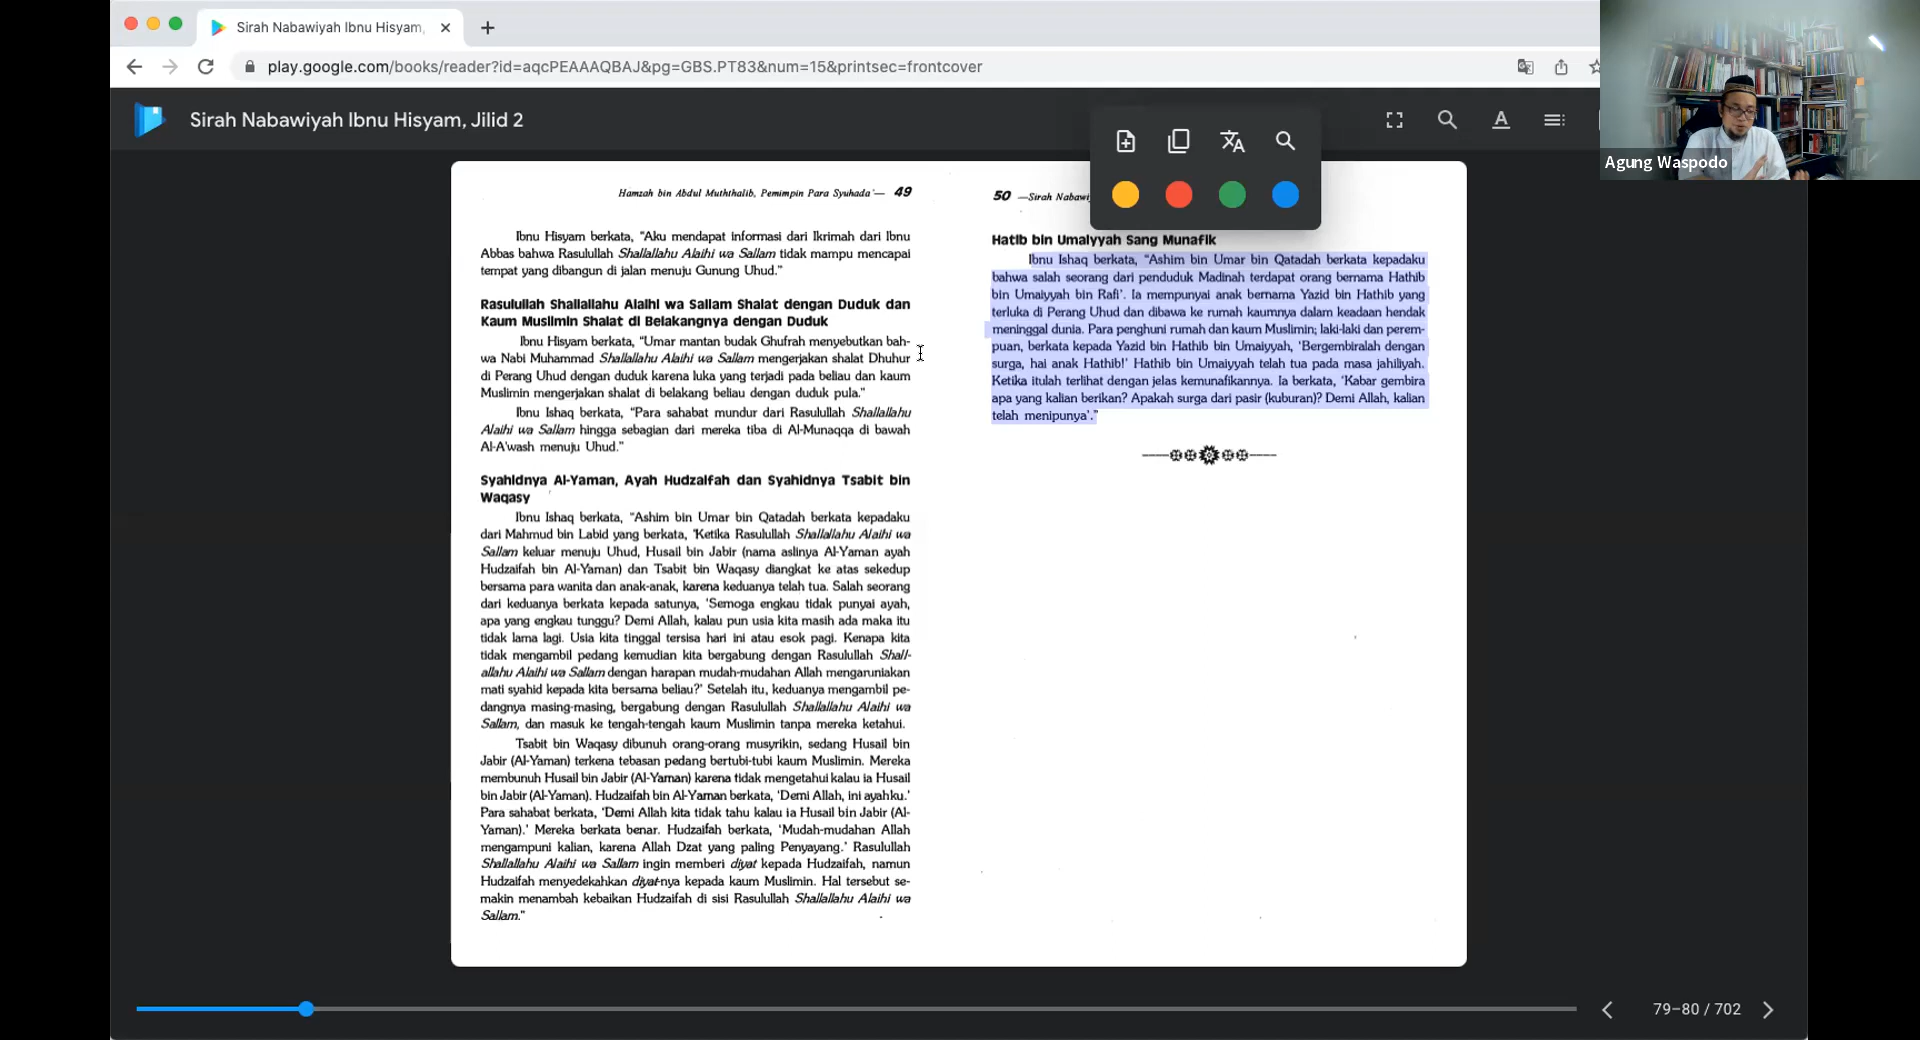 Sirah Nabawiyah Ibnu Hisyam,
play.google.com/books/reader?id=aqcPEAAAQBAJ&pg=GBS.PT83&num=15&printsec=frontcover
Sirah Nabawiyah Ibnu Hisyam, Jilid 2
Agung Waspodo
Hamzah bin Abdul Muththalib, Pemimpin Para Syuhada'— 49
Ibnu Hisyam berkata, “Aku mendapat informasi dari Ikrimah dari Ibnu
Abbas bahwa Rasulullah Shallallahu Alaihi wa Sallam tidak mampu mencapai
tempat yang dibangun di jalan menuju Gunung Uhud.”
Rasulullah Shallallahu Alaihi wa Sallam Shalat dengan Duduk dan
Kaum Muslimin Shalat di Belakangnya dengan Duduk
Ibnu Hisyam berkata, “Umar mantan budak Ghufrah menyebutkan bah-
wa Nabi Muhammad Shallallahu Alaihi wa Sallam mengerjakan shalat Dhuhur
di Perang Uhud dengan duduk karena luka yang terjadi pada beliau dan kaum
Muslimin mengerjakan shalat di belakang beliau dengan duduk pula.”
Ibnu Ishaq berkata, “Para sahabat mundur dari Rasulullah Shallallahu
Alaihi wa Sallam hingga sebagian dari mereka tiba di Al-Munaqqa di bawah
Al-A'wash menuju Uhud.”
Syahidnya Al-Yaman, Ayah Hudzaifah dan Syahidnya Tsabit bin
Waqasy
Ibnu Ishaq berkata, “Ashim bin Umar bin Qatadah berkata kepadaku
dari Mahmud bin Labid yang berkata, 'Ketika Rasulullah Shallallahu Alaihi wa
Sallam keluar menuju Uhud, Husail bin Jabir (nama aslinya Al-Yaman ayah
Hudzaifah bin Al-Yaman) dan Tsabit bin Waqasy diangkat ke atas sekedup
bersama para wanita dan anak-anak, karena keduanya telah tua. Salah seorang
dari keduanya berkata kepada satunya, 'Semoga engkau tidak punyai ayah,
apa yang engkau tunggu? Demi Allah, kalau pun usia kita masih ada maka itu
tidak lama lagi. Usia kita tinggal tersisa hari ini atau esok pagi. Kenapa kita
tidak mengambil pedang kemudian kita bergabung dengan Rasulullah Shall-
allahu Alaihi wa Sallam dengan harapan mudah-mudahan Allah mengaruniakan
mati syahid kepada kita bersama beliau?' Setelah itu, keduanya mengambil pe-
dangnya masing-masing, bergabung dengan Rasulullah Shallallahu Alaihi wa
Sallam, dan masuk ke tengah-tengah kaum Muslimin tanpa mereka ketahui.
Tsabit bin Waqasy dibunuh orang-orang musyrikin, sedang Husail bin
Jabir (Al-Yaman) terkena tebasan pedang bertubi-tubi kaum Muslimin. Mereka
membunuh Husail bin Jabir (Al-Yaman) karena tidak mengetahui kalau ia Husail
bin Jabir (Al-Yaman). Hudzaifah bin Al-Yaman berkata, 'Demi Allah, ini ayahku.'
Para sahabat berkata, 'Demi Allah kita tidak tahu kalau ia Husail bin Jabir (Al-
Yaman).' Mereka berkata benar. Hudzaifah berkata, 'Mudah-mudahan Allah
mengampuni kalian, karena Allah Dzat yang paling Penyayang.' Rasulullah
Shallallahu Alaihi wa Sallam ingin memberi diyat kepada Hudzaifah, namun
Hudzaifah menyedekahkan diyat-nya kepada kaum Muslimin. Hal tersebut se-
makin menambah kebaikan Hudzaifah di sisi Rasulullah Shallallahu Alaihi wa
Sallam.”
50 —Sirah
Hatib bin Umaiyyah Sang Munafik
Ibnu Ishaq berkata, “Ashim bin Umar bin Qatadah berkata kepadaku
bahwa salah seorang dari penduduk Madinah terdapat orang bernama Hathib
bin Umaiyyah bin Rafi'. Ia mempunyai anak bernama Yazid bin Hathib yang
terluka di Perang Uhud dan dibawa ke rumah kaumnya dalam keadaan hendak
meninggal dunia. Para penghuni rumah dan kaum Muslimin; laki-laki dan perem-
puan, berkata kepada Yazid bin Hathib bin Umaiyyah, 'Bergembiralah dengan
surga, hai anak Hathib!' Hathib bin Umaiyyah telah tua pada masa jahiliyah.
Ketika itulah terlihat dengan jelas kemunafikannya. Ia berkata, 'Kabar gembira
apa yang kalian berikan? Apakah surga dari pasir (kuburan)? Demi Allah, kalian
telah menipunya'.”
79–80 / 702